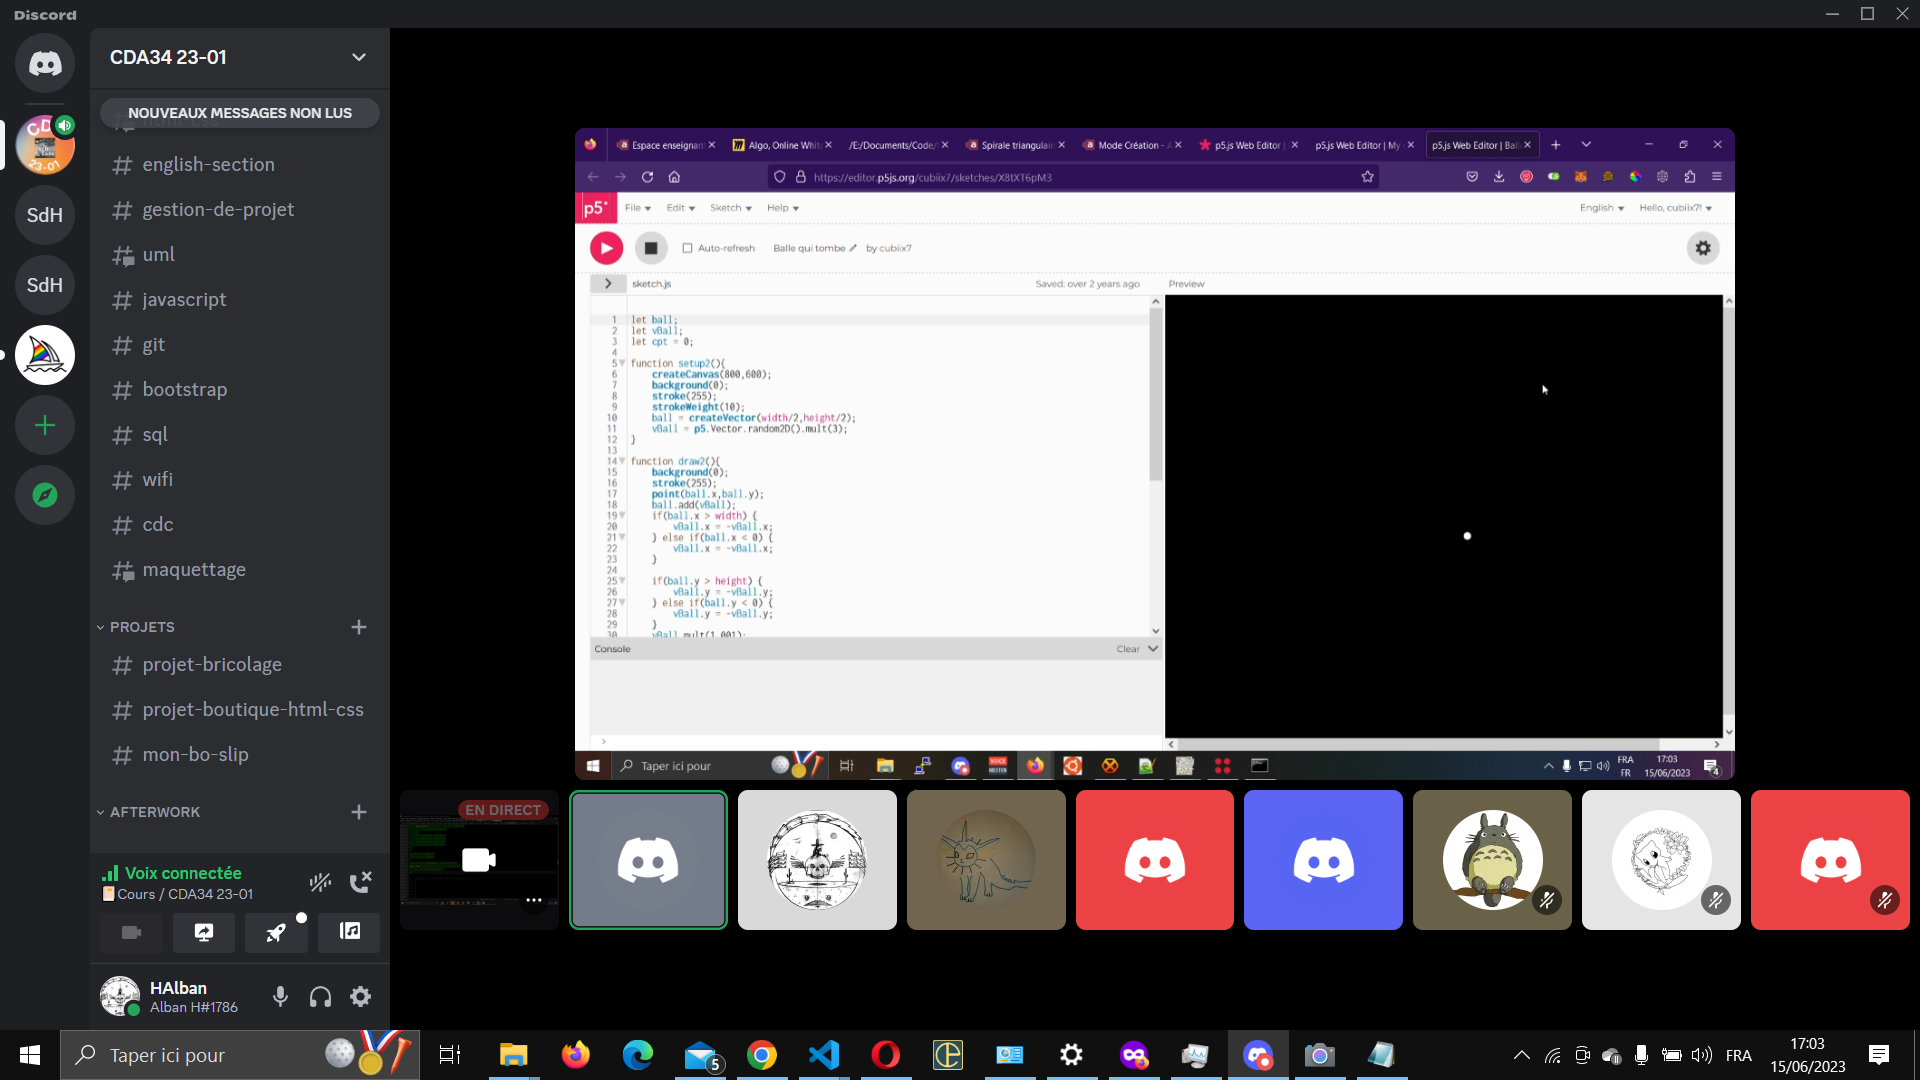 Discord
CDA34 23-01
NOUVEAUX MESSAGES NON LUS
english-section
gestion-de-projet
uml
javascript
git
bootstrap
sql
wifi
cdc
maquettage
PROJETS
projet-bricolage
projet-boutique-html-css
mon-bo-slip
AFTERWORK
Voix connectée
Cours / CDA34 23-01
HAlban
Alban H#1786
CD
23-01
SdH
SdH
Espace enseignan
Algo, Online Whit
/E:/Documents/Code/
Spirale triangulair
Mode Création - A
p5.js Web Editor
p5.js Web Editor | My
p5.js Web Editor | Ball
https://editor.p5js.org/cubiix7/sketches/X8tXT6pM3
p5* File Edit Sketch Help English Hello, cubiix7!
Auto-refresh Balle qui tombe by cubiix7
sketch.js Saved: over 2 years ago Preview
1 let ball;
2 let vBall;
3 let cpt = 0;
4
5 function setup2(){
6 createCanvas(800,600);
7 background(0);
8 stroke(255);
9 strokeWeight(10);
10 ball = createVector(width/2,height/2);
11 vBall = p5.Vector.random2D().mult(3);
12 }
13
14 function draw2(){
15 background(0);
16 stroke(255);
17 point(ball.x,ball.y);
18 ball.add(vBall);
19 if(ball.x > width) {
20 vBall.x = -vBall.x;
21 } else if(ball.x < 0) {
22 vBall.x = -vBall.x;
23 }
24
25 if(ball.y > height) {
26 vBall.y = -vBall.y;
27 } else if(ball.y < 0) {
28 vBall.y = -vBall.y;
29 }
30 vBall.mult(1.001);
Console Clear
Taper ici pour
VOICE MEETER
FRA
FR
17:03
15/06/2023
4
EN DIRECT
Taper ici pour
5
FRA
17:03
15/06/2023